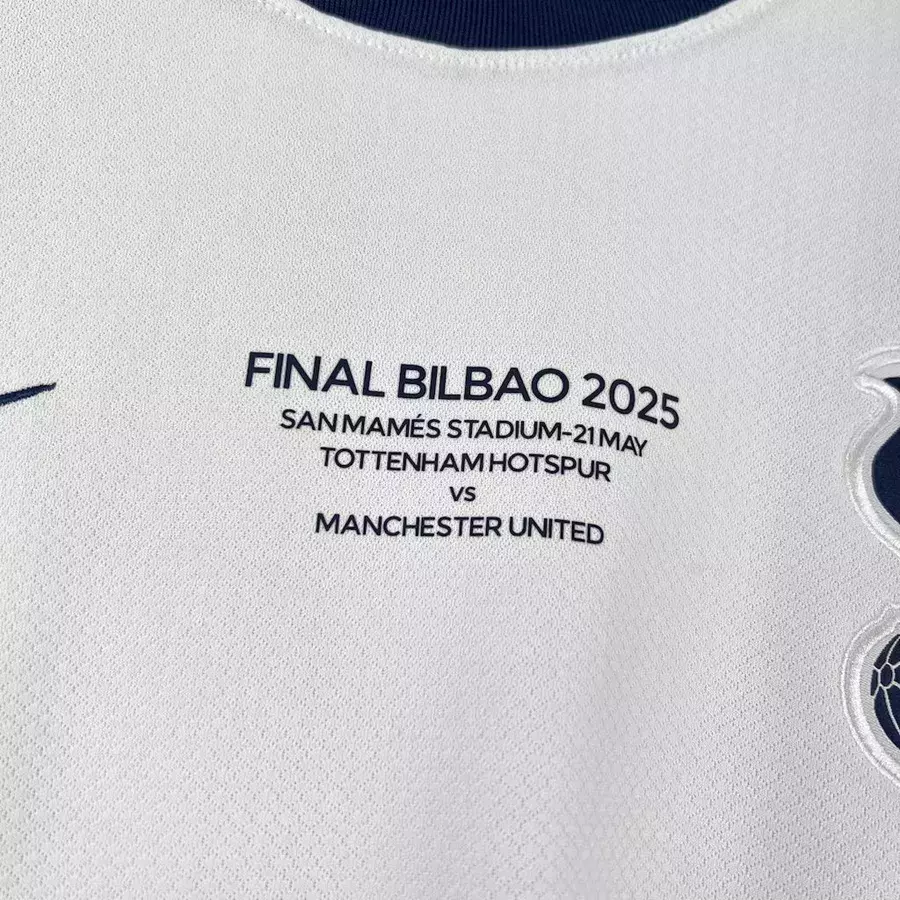 FINAL BILBAO 2025
SAN MAMÉS STADIUM-21 MAY
TOTTENHAM HOTSPUR
VS
MANCHESTER UNITED